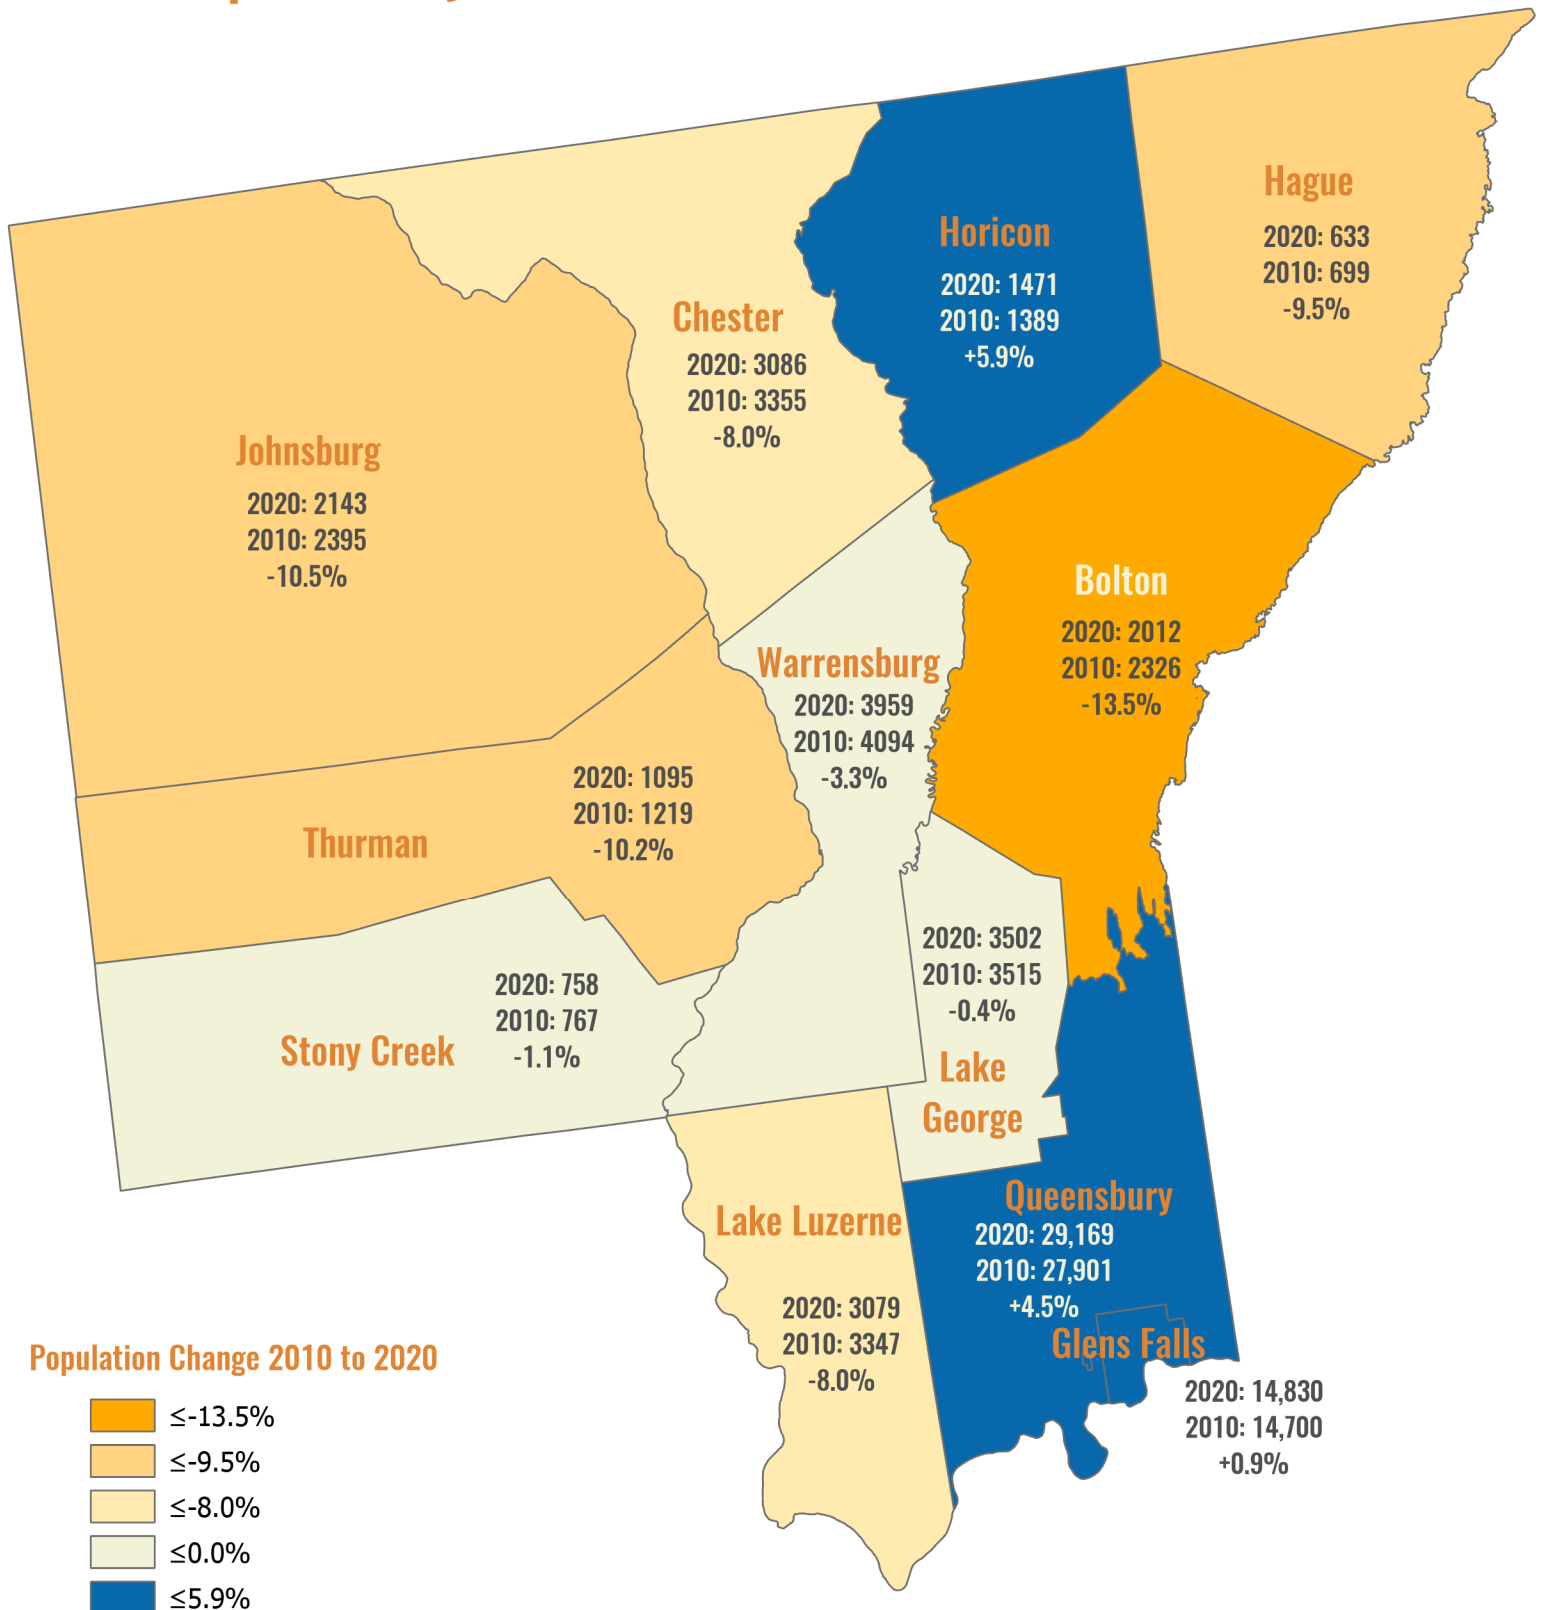 Hague
2020: 633
2010: 699
-9.5%
Horicon
2020: 1471
2010: 1389
+5.9%
Chester
2020: 3086
2010: 3355
-8.0%
Johnsburg
2020: 2143
2010: 2395
-10.5%
Bolton
2020: 2012
2010: 2326
-13.5%
Warrensburg
2020: 3959
2010: 4094
-3.3%
Thurman
2020: 1095
2010: 1219
-10.2%
2020: 3502
2010: 3515
-0.4%
Lake
George
Stony Creek
2020: 758
2010: 767
-1.1%
Queensbury
2020: 29,169
2010: 27,901
+4.5%
Lake Luzerne
2020: 3079
2010: 3347
-8.0%
Glens Falls
2020: 14,830
2010: 14,700
+0.9%
Population Change 2010 to 2020
≤-13.5%
≤-9.5%
≤-8.0%
≤0.0%
≤5.9%